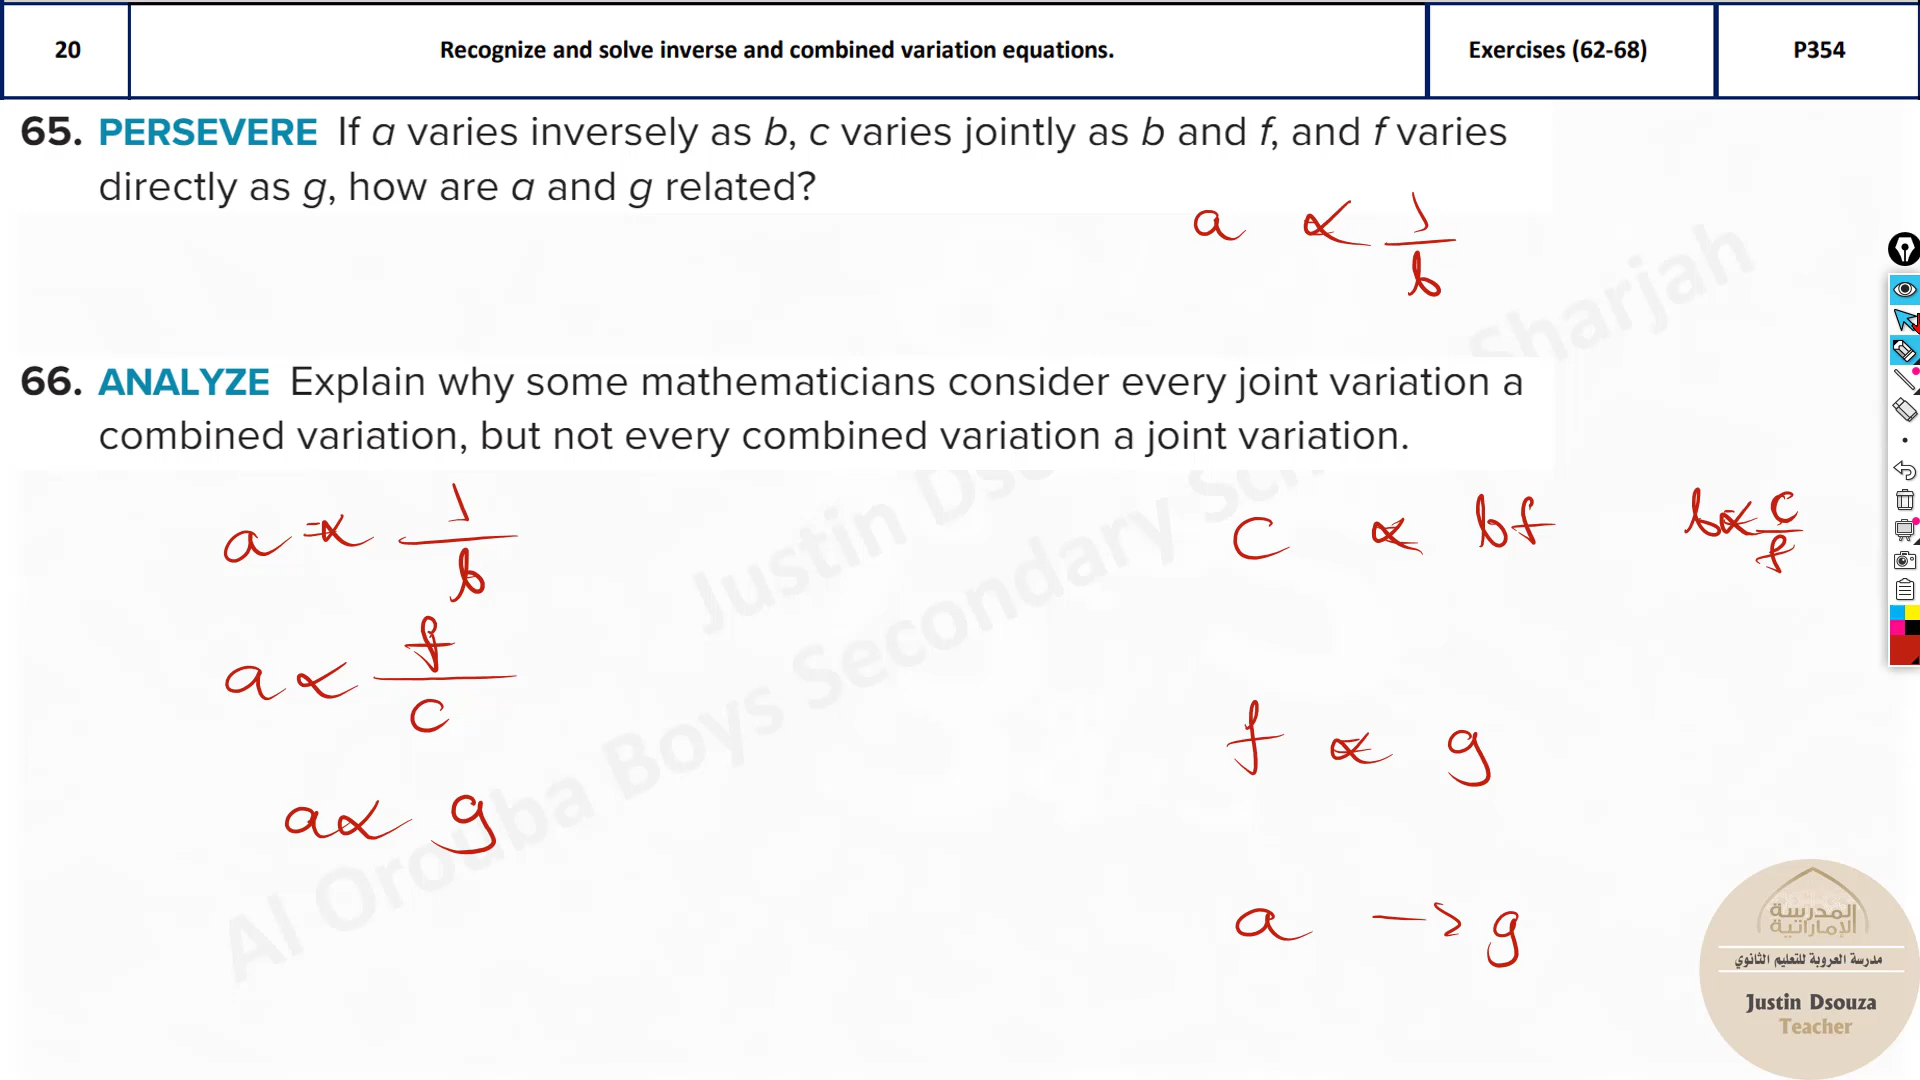 20 Recognize and solve inverse and combined variation equations. Exercises (62-68) P354
65. PERSEVERE If a varies inversely as b, c varies jointly as b and f, and f varies
directly as g, how are a and g related?
a ∝ 1/b
66. ANALYZE Explain why some mathematicians consider every joint variation a
combined variation, but not every combined variation a joint variation.
a =∝ 1/b
c ∝ bf
b ∝ c/f
a ∝ f/c
f ∝ g
a ∝ g
a → g
Justin Dsou
Al Orouba Boys Secondary Sch
Sharjah
المدرسة
الإماراتية
مدرسة العروبة للتعليم الثانوي
Justin Dsouza
Teacher